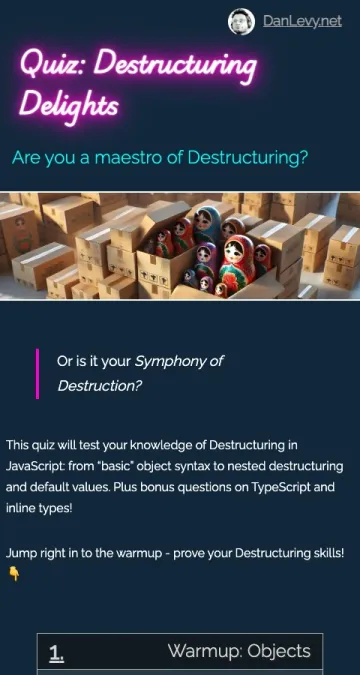 DanLevy.net
Quiz: Destructuring
Delights
Are you a maestro of Destructuring?
Or is it your Symphony of
Destruction?
This quiz will test your knowledge of Destructuring in
JavaScript: from "basic" object syntax to nested destructuring
and default values. Plus bonus questions on TypeScript and
inline types!
Jump right in to the warmup - prove your Destructuring skills!
👇
1. Warmup: Objects